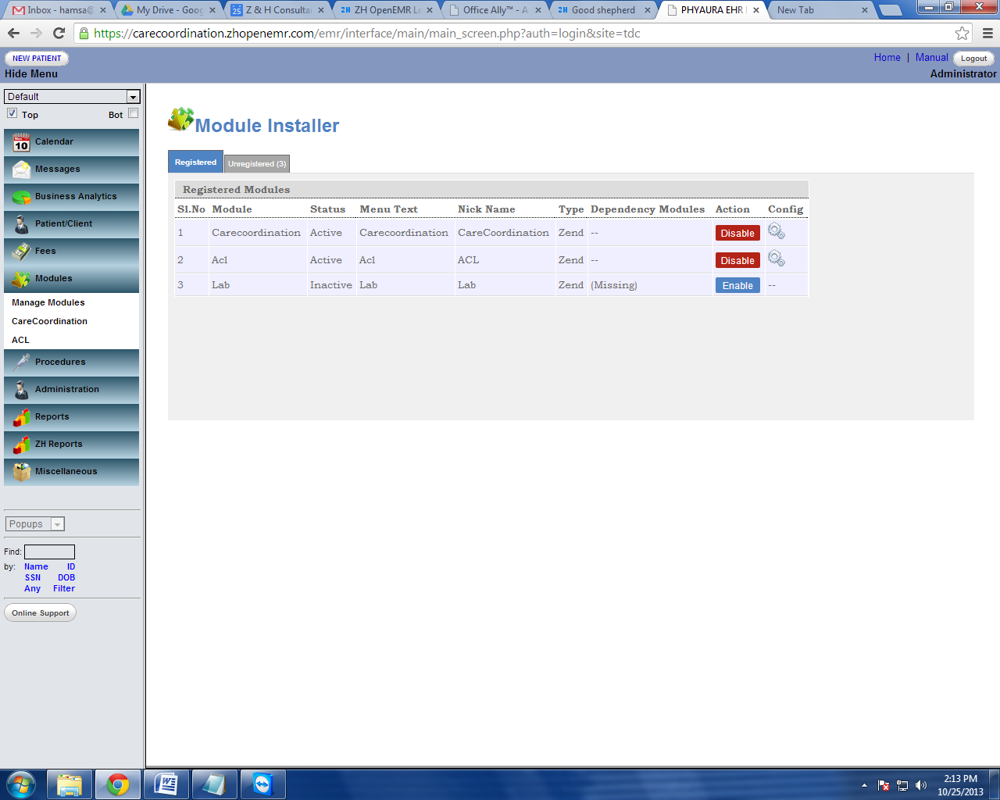 Inbox - hamsa@
My Drive - Goog
Z & H Consulta
ZH OpenEMR L
Office Ally™ - A
Good shepherd
PHYAURA EHR
New Tab
https://carecoordination.zhopenemr.com/emr/interface/main/main_screen.php?auth=login&site=tdc
NEW PATIENT
Home | Manual Logout
Hide Menu
Administrator
Default
Top Bot
Calendar
Messages
Business Analytics
Patient/Client
Fees
Modules
Manage Modules
CareCoordination
ACL
Procedures
Administration
Reports
ZH Reports
Miscellaneous
Popups
Find:
by: Name ID
SSN DOB
Any Filter
Online Support
Module Installer
Registered Unregistered (3)
Registered Modules
Sl.No Module Status Menu Text Nick Name Type Dependency Modules Action Config
1 Carecoordination Active Carecoordination CareCoordination Zend -- Disable
2 Acl Active Acl ACL Zend -- Disable
3 Lab Inactive Lab Lab Zend (Missing) Enable --
2:13 PM
10/25/2013